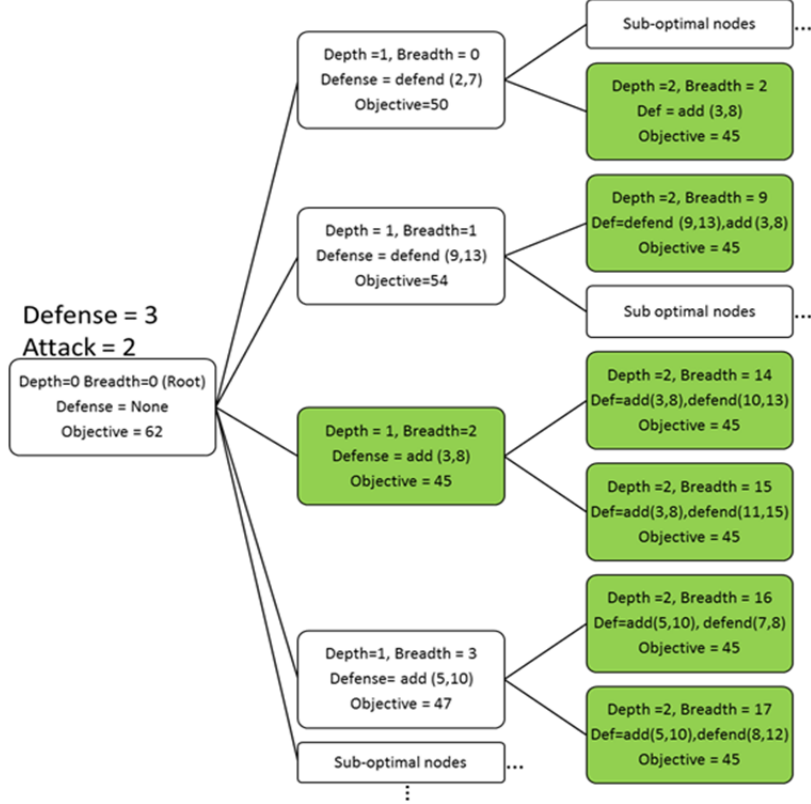 Defense = 3
Attack = 2
Depth=0 Breadth=0 (Root)
Defense = None
Objective = 62
Depth =1, Breadth = 0
Defense = defend (2,7)
Objective=50
Depth = 1, Breadth=1
Defense = defend (9,13)
Objective=54
Depth = 1, Breadth=2
Defense = add (3,8)
Objective = 45
Depth=1, Breadth = 3
Defense= add (5,10)
Objective = 47
Sub-optimal nodes
...
...
Sub-optimal nodes
...
Depth =2, Breadth = 2
Def = add (3,8)
Objective = 45
Depth =2, Breadth = 9
Def=defend (9,13),add(3,8)
Objective = 45
Sub optimal nodes
...
Depth =2, Breadth = 14
Def=add(3,8),defend(10,13)
Objective = 45
Depth =2, Breadth = 15
Def=add(3,8),defend(11,15)
Objective = 45
Depth =2, Breadth = 16
Def=add(5,10), defend(7,8)
Objective = 45
Depth =2, Breadth = 17
Def=add(5,10),defend(8,12)
Objective = 45